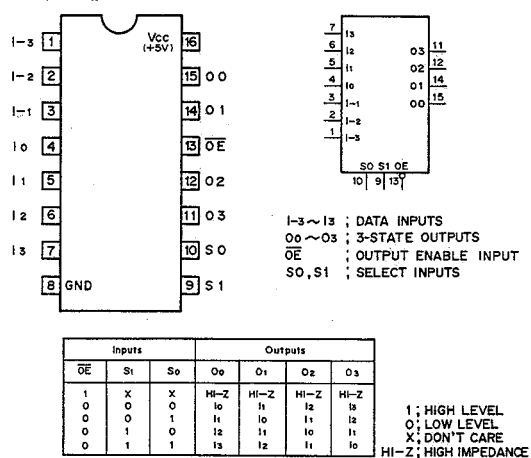 I-3 1 VCC (+5V) 16
I-2 2 15 O0
I-1 3 14 O1
I0 4 13 OE
I1 5 12 O2
I2 6 11 O3
I3 7 10 S0
8 GND 9 S1
7 I3
6 I2 O3 11
5 I1 O2 12
4 I0 O1 14
3 I-1 O0 15
2 I-2
1 I-3
S0 S1 OE
10 9 13
I-3~I3 ; DATA INPUTS
O0~O3 ; 3-STATE OUTPUTS
OE ; OUTPUT ENABLE INPUT
S0, S1 ; SELECT INPUTS
Inputs Outputs
OE S1 S0 O0 O1 O2 O3
1 X X HI-Z HI-Z HI-Z HI-Z
0 0 0 I0 I1 I2 I3
0 0 1 I1 I0 I1 I2
0 1 0 I2 I1 I0 I1
0 1 1 I3 I2 I1 I0
1 ; HIGH LEVEL
0 ; LOW LEVEL
X ; DON'T CARE
HI-Z ; HIGH IMPEDANCE